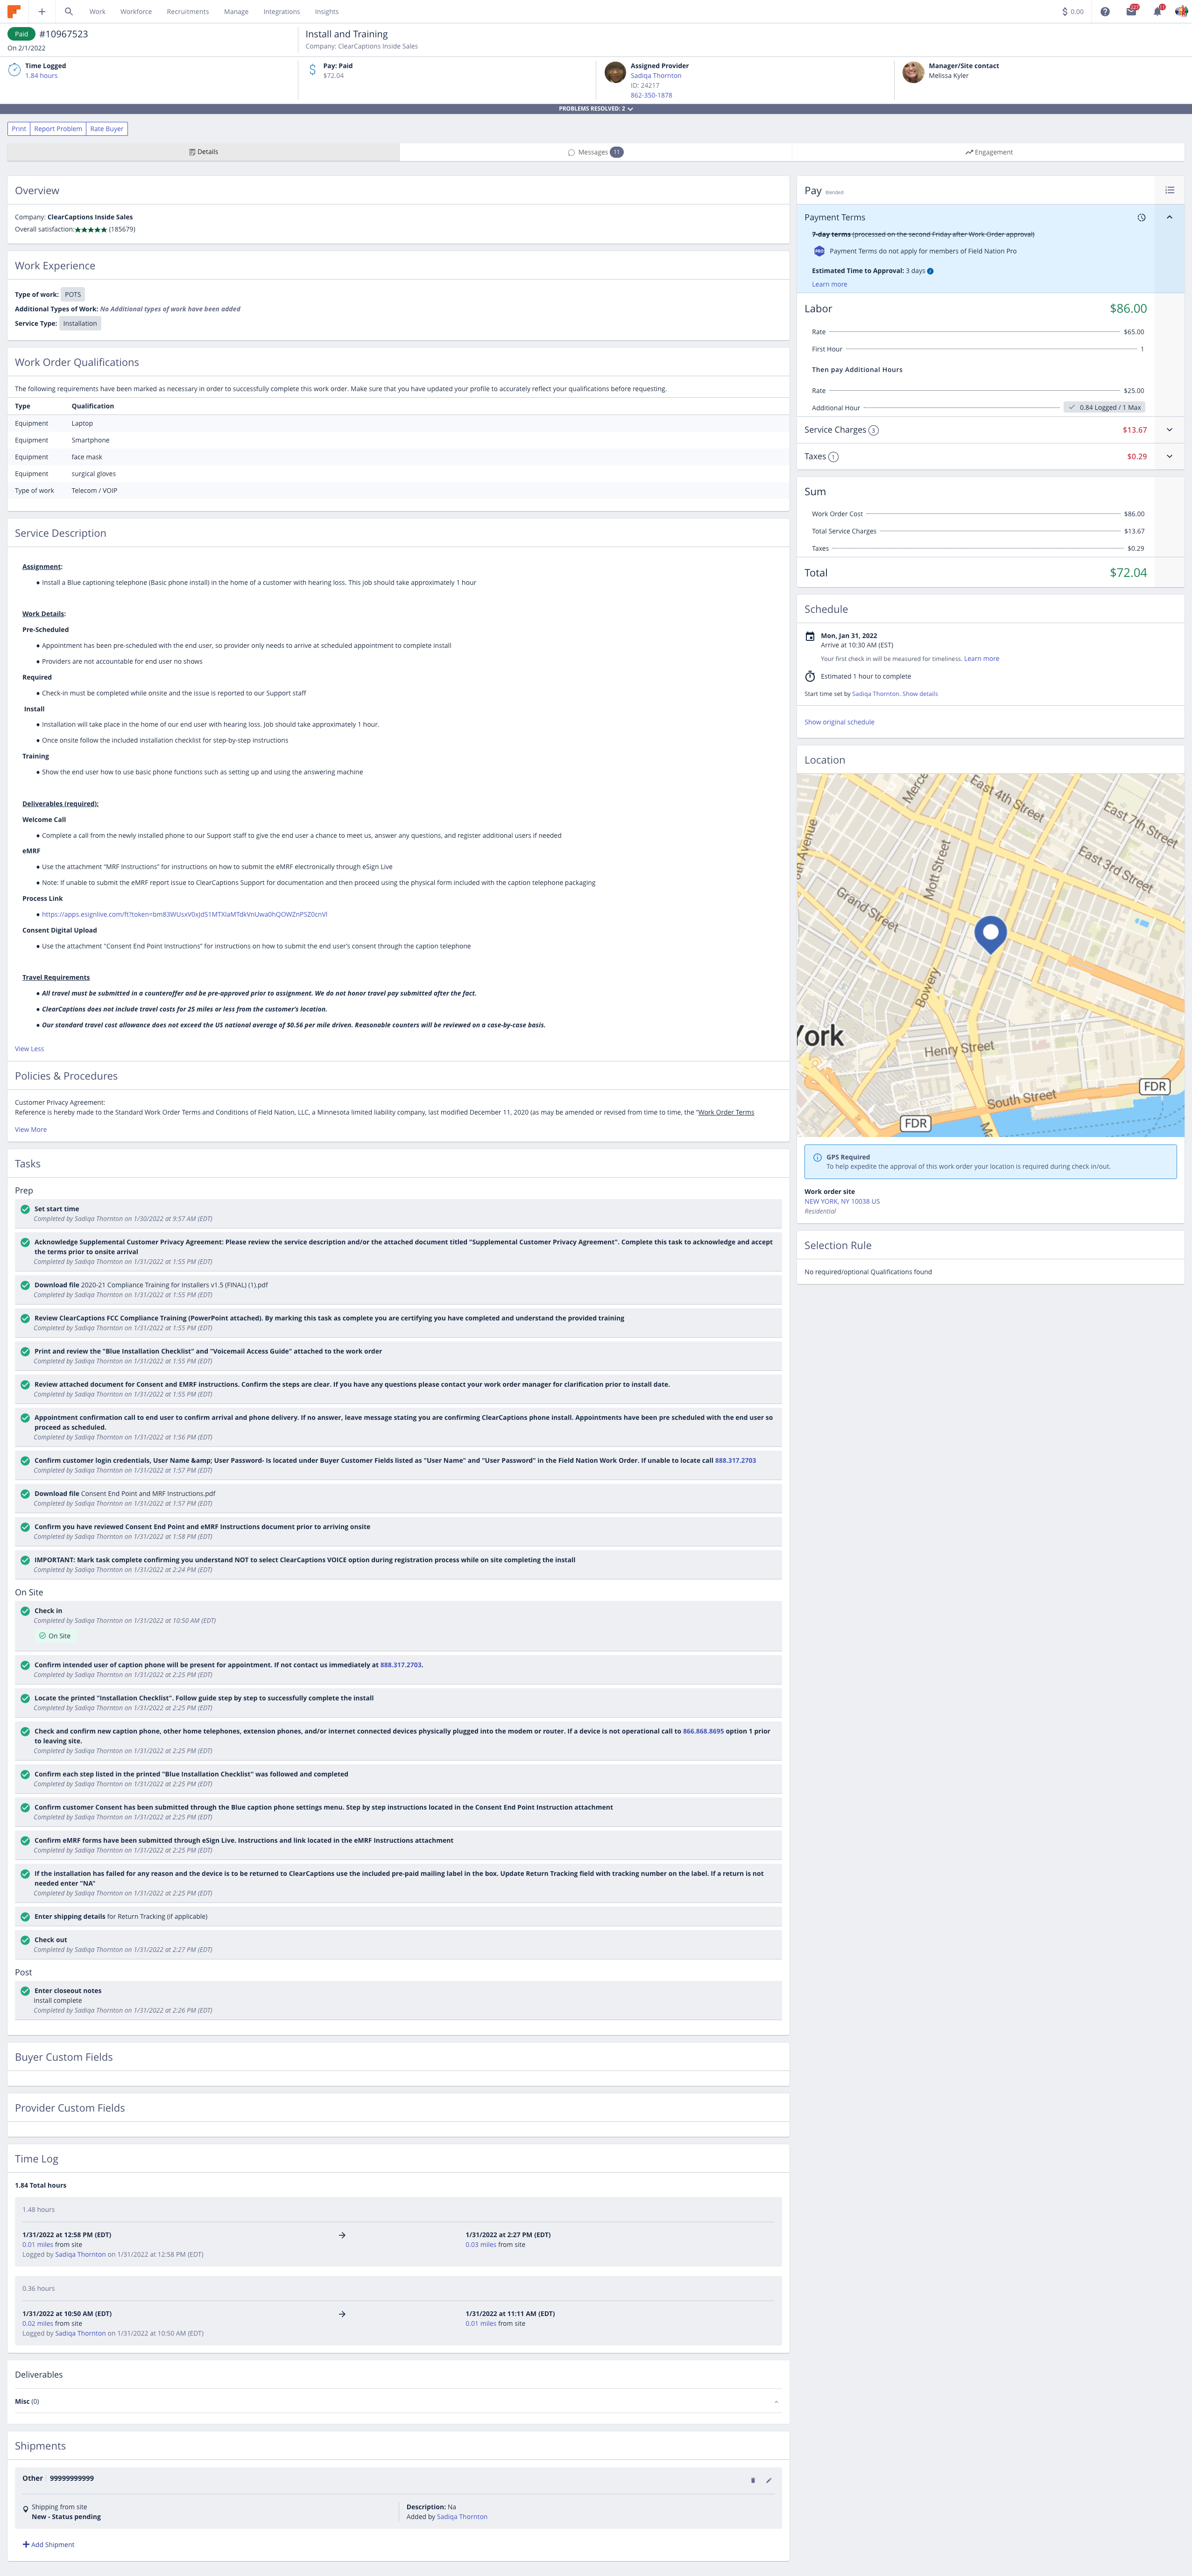 Work Workforce Recruitments Manage Integrations Insights
$ 0.00
Paid #10967523
On 2/1/2022
Install and Training
Company: ClearCaptions Inside Sales
Time Logged
1.84 hours
Pay: Paid
$72.04
Assigned Provider
Sadiqa Thornton
ID: 24217
862-350-1878
Manager/Site contact
Melissa Kyler
PROBLEMS RESOLVED: 2
Print Report Problem Rate Buyer
Details
Messages 11
Engagement
Overview
Company: ClearCaptions Inside Sales
Overall satisfaction:★★★★★ (185679)
Work Experience
Type of work: POTS
Additional Types of Work: No Additional types of work have been added
Service Type: Installation
Work Order Qualifications
The following requirements have been marked as necessary in order to successfully complete this work order. Make sure that you have updated your profile to accurately reflect your qualifications before requesting.
Type Qualification
Equipment Laptop
Equipment Smartphone
Equipment face mask
Equipment surgical gloves
Type of work Telecom / VOIP
Service Description
Assignment:
● Install a Blue captioning telephone (Basic phone install) in the home of a customer with hearing loss. This job should take approximately 1 hour
Work Details:
Pre-Scheduled
● Appointment has been pre-scheduled with the end user, so provider only needs to arrive at scheduled appointment to complete install
● Providers are not accountable for end user no shows
Required
● Check-in must be completed while onsite and the issue is reported to our Support staff
Install
● Installation will take place in the home of our end user with hearing loss. Job should take approximately 1 hour.
● Once onsite follow the included installation checklist for step-by-step instructions
Training
● Show the end user how to use basic phone functions such as setting up and using the answering machine
Deliverables (required):
Welcome Call
● Complete a call from the newly installed phone to our Support staff to give the end user a chance to meet us, answer any questions, and register additional users if needed
eMRF
● Use the attachment "MRF Instructions" for instructions on how to submit the eMRF electronically through eSign Live
● Note: If unable to submit the eMRF report issue to ClearCaptions Support for documentation and then proceed using the physical form included with the caption telephone packaging
Process Link
Consent Digital Upload
● Use the attachment "Consent End Point Instructions" for instructions on how to submit the end user's consent through the caption telephone
Travel Requirements
● All travel must be submitted in a counteroffer and be pre-approved prior to assignment. We do not honor travel pay submitted after the fact.
● ClearCaptions does not include travel costs for 25 miles or less from the customer's location.
● Our standard travel cost allowance does not exceed the US national average of $0.56 per mile driven. Reasonable counters will be reviewed on a case-by-case basis.
View Less
Policies & Procedures
Customer Privacy Agreement:
Reference is hereby made to the Standard Work Order Terms and Conditions of Field Nation, LLC, a Minnesota limited liability company, last modified December 11, 2020 (as may be amended or revised from time to time, the "Work Order Terms
View More
Tasks
Prep
Set start time
Completed by Sadiqa Thornton on 1/30/2022 at 9:57 AM (EDT)
Acknowledge Supplemental Customer Privacy Agreement: Please review the service description and/or the attached document titled "Supplemental Customer Privacy Agreement". Complete this task to acknowledge and accept
the terms prior to onsite arrival
Completed by Sadiqa Thornton on 1/31/2022 at 1:55 PM (EDT)
Download file 2020-21 Compliance Training for Installers v1.5 (FINAL) (1).pdf
Completed by Sadiqa Thornton on 1/31/2022 at 1:55 PM (EDT)
Review ClearCaptions FCC Compliance Training (PowerPoint attached). By marking this task as complete you are certifying you have completed and understand the provided training
Completed by Sadiqa Thornton on 1/31/2022 at 1:55 PM (EDT)
Print and review the "Blue Installation Checklist" and "Voicemail Access Guide" attached to the work order
Completed by Sadiqa Thornton on 1/31/2022 at 1:55 PM (EDT)
Review attached document for Consent and EMRF instructions. Confirm the steps are clear. If you have any questions please contact your work order manager for clarification prior to install date.
Completed by Sadiqa Thornton on 1/31/2022 at 1:55 PM (EDT)
Appointment confirmation call to end user to confirm arrival and phone delivery. If no answer, leave message stating you are confirming ClearCaptions phone install. Appointments have been pre scheduled with the end user so
proceed as scheduled.
Completed by Sadiqa Thornton on 1/31/2022 at 1:56 PM (EDT)
Confirm customer login credentials, User Name &amp; User Password- Is located under Buyer Customer Fields listed as "User Name" and "User Password" in the Field Nation Work Order. If unable to locate call 888.317.2703
Completed by Sadiqa Thornton on 1/31/2022 at 1:57 PM (EDT)
Download file Consent End Point and MRF Instructions.pdf
Completed by Sadiqa Thornton on 1/31/2022 at 1:57 PM (EDT)
Confirm you have reviewed Consent End Point and eMRF Instructions document prior to arriving onsite
Completed by Sadiqa Thornton on 1/31/2022 at 1:58 PM (EDT)
IMPORTANT: Mark task complete confirming you understand NOT to select ClearCaptions VOICE option during registration process while on site completing the install
Completed by Sadiqa Thornton on 1/31/2022 at 2:24 PM (EDT)
On Site
Check in
Completed by Sadiqa Thornton on 1/31/2022 at 10:50 AM (EDT)
On Site
Confirm intended user of caption phone will be present for appointment. If not contact us immediately at 888.317.2703.
Completed by Sadiqa Thornton on 1/31/2022 at 2:25 PM (EDT)
Locate the printed "Installation Checklist". Follow guide step by step to successfully complete the install
Completed by Sadiqa Thornton on 1/31/2022 at 2:25 PM (EDT)
Check and confirm new caption phone, other home telephones, extension phones, and/or internet connected devices physically plugged into the modem or router. If a device is not operational call to 866.868.8695 option 1 prior
to leaving site.
Completed by Sadiqa Thornton on 1/31/2022 at 2:25 PM (EDT)
Confirm each step listed in the printed "Blue Installation Checklist" was followed and completed
Completed by Sadiqa Thornton on 1/31/2022 at 2:25 PM (EDT)
Confirm customer Consent has been submitted through the Blue caption phone settings menu. Step by step instructions located in the Consent End Point Instruction attachment
Completed by Sadiqa Thornton on 1/31/2022 at 2:25 PM (EDT)
Confirm eMRF forms have been submitted through eSign Live. Instructions and link located in the eMRF Instructions attachment
Completed by Sadiqa Thornton on 1/31/2022 at 2:25 PM (EDT)
If the installation has failed for any reason and the device is to be returned to ClearCaptions use the included pre-paid mailing label in the box. Update Return Tracking field with tracking number on the label. If a return is not
needed enter "NA"
Completed by Sadiqa Thornton on 1/31/2022 at 2:25 PM (EDT)
Enter shipping details for Return Tracking (if applicable)
Check out
Completed by Sadiqa Thornton on 1/31/2022 at 2:27 PM (EDT)
Post
Enter closeout notes
Install complete
Completed by Sadiqa Thornton on 1/31/2022 at 2:26 PM (EDT)
Buyer Custom Fields
Provider Custom Fields
Time Log
1.84 Total hours
1.48 hours
1/31/2022 at 12:58 PM (EDT) → 1/31/2022 at 2:27 PM (EDT)
0.01 miles from site 0.03 miles from site
Logged by Sadiqa Thornton on 1/31/2022 at 12:58 PM (EDT)
0.36 hours
1/31/2022 at 10:50 AM (EDT) → 1/31/2022 at 11:11 AM (EDT)
0.02 miles from site 0.01 miles from site
Logged by Sadiqa Thornton on 1/31/2022 at 10:50 AM (EDT)
Deliverables
Misc (0)
Shipments
Other 99999999999
Shipping from site
New - Status pending
Description: Na
Added by Sadiqa Thornton
+ Add Shipment
Pay Blended
Payment Terms
7-day terms (processed on the second Friday after Work Order approval)
PRO Payment Terms do not apply for members of Field Nation Pro
Estimated Time to Approval: 3 days
Learn more
Labor $86.00
Rate $65.00
First Hour 1
Then pay Additional Hours
Rate $25.00
Additional Hour 0.84 Logged / 1 Max
Service Charges 3 $13.67
Taxes 1 $0.29
Sum
Work Order Cost $86.00
Total Service Charges $13.67
Taxes $0.29
Total $72.04
Schedule
Mon, Jan 31, 2022
Arrive at 10:30 AM (EST)
Your first check in will be measured for timeliness. Learn more
Estimated 1 hour to complete
Start time set by Sadiqa Thornton. Show details
Show original schedule
Location
East 4th Street
East 7th Street
East 3rd Street
Mott Street
Grand Street
Bowery
York
Henry Street
South Street
FDR
FDR
GPS Required
To help expedite the approval of this work order your location is required during check in/out.
Work order site
NEW YORK, NY 10038 US
Residential
Selection Rule
No required/optional Qualifications found